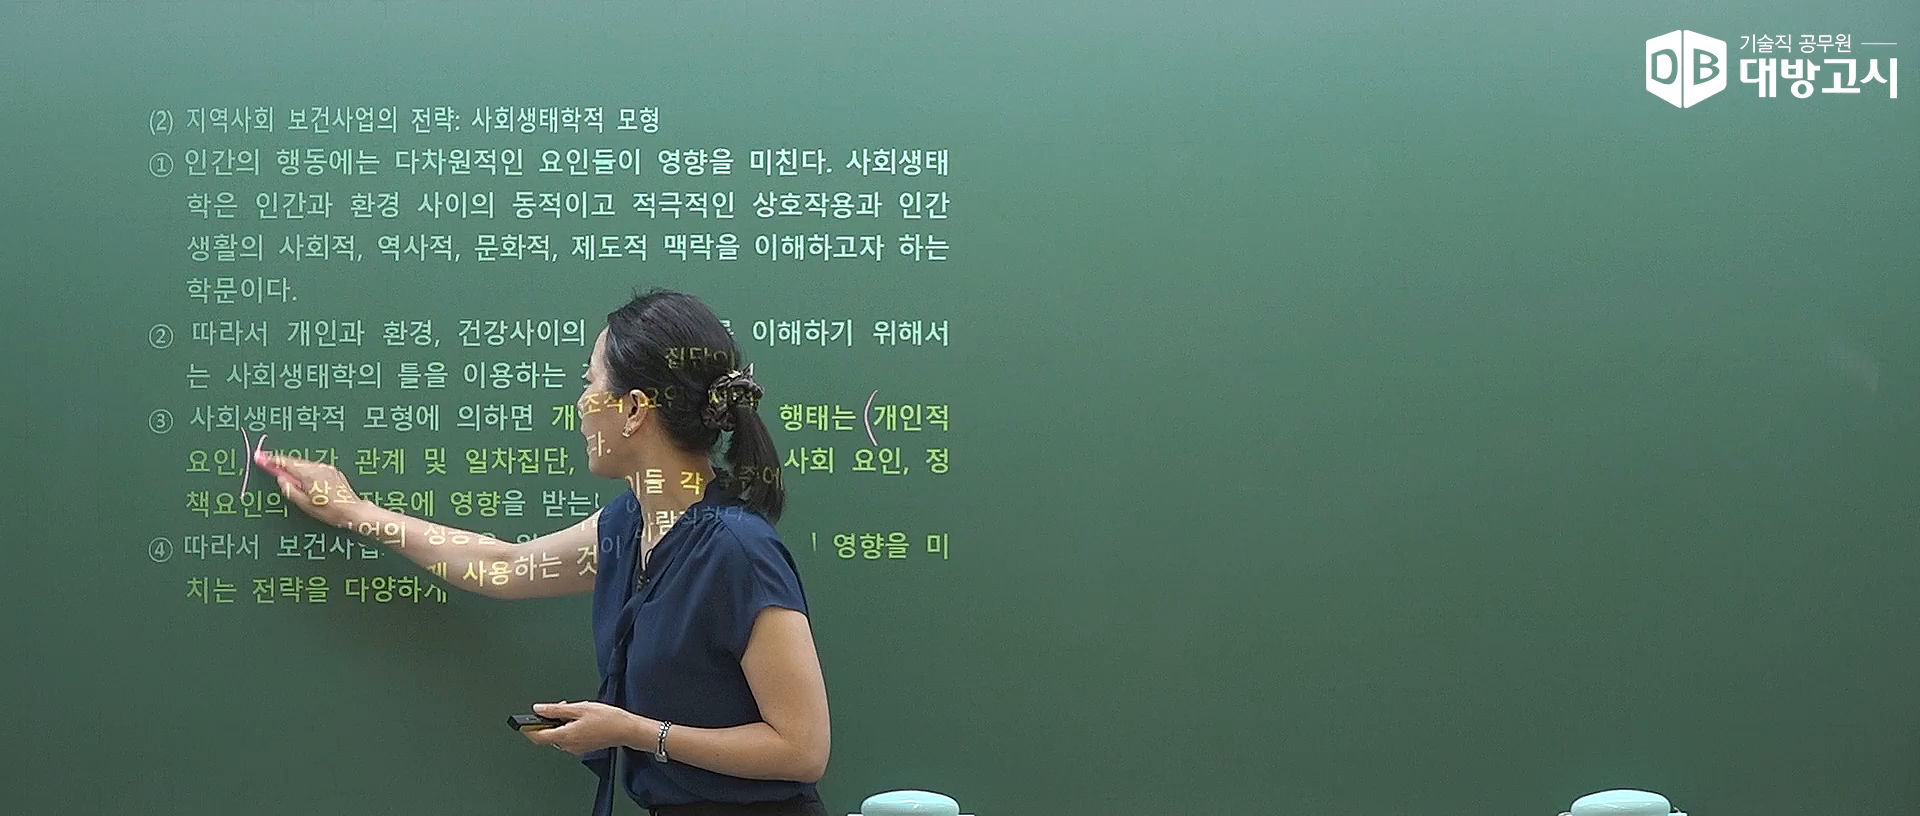 기술직 공무원
DB 대방고시
(2) 지역사회 보건사업의 전략: 사회생태학적 모형
① 인간의 행동에는 다차원적인 요인들이 영향을 미친다. 사회생태
학은 인간과 환경 사이의 동적이고 적극적인 상호작용과 인간
생활의 사회적, 역사적, 문화적, 제도적 맥락을 이해하고자 하는
학문이다.
② 따라서 개인과 환경, 건강사이의 이해하기 위해서
는 사회생태학의 틀을 이용하는
③ 사회생태학적 모형에 의하면 행태는 (개인적
요인, 관계 및 일차집단, 사회 요인, 정
책요인의 상호작용에 영향을 받는
④ 따라서 보건사업의 영향을 미
치는 전략을 다양하게 사용하는 것이